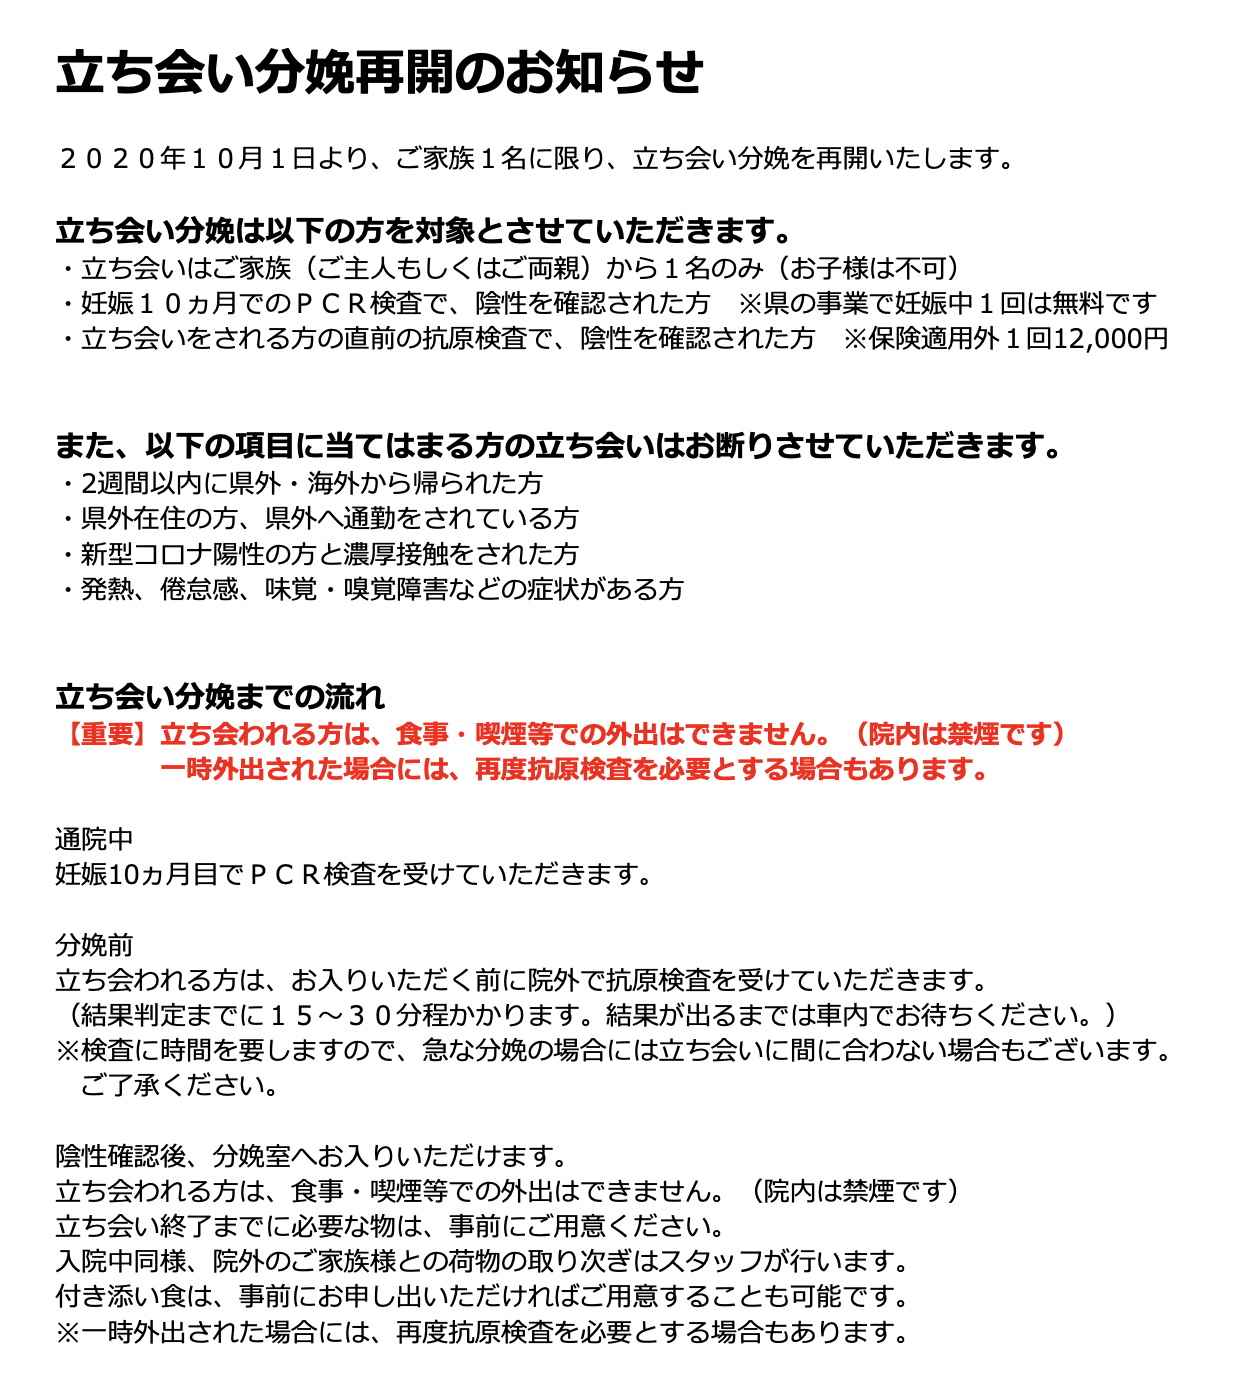 立ち会い分娩再開のお知らせ
２０２０年１０月１日より、ご家族１名に限り、立ち会い分娩を再開いたします。
立ち会い分娩は以下の方を対象とさせていただきます。
・立ち会いはご家族（ご主人もしくはご両親）から１名のみ（お子様は不可）
・妊娠１０ヵ月でのＰＣＲ検査で、陰性を確認された方　※県の事業で妊娠中１回は無料です
・立ち会いをされる方の直前の抗原検査で、陰性を確認された方　※保険適用外１回12,000円
また、以下の項目に当てはまる方の立ち会いはお断りさせていただきます。
・2週間以内に県外・海外から帰られた方
・県外在住の方、県外へ通勤をされている方
・新型コロナ陽性の方と濃厚接触をされた方
・発熱、倦怠感、味覚・嗅覚障害などの症状がある方
立ち会い分娩までの流れ
【重要】立ち会われる方は、食事・喫煙等での外出はできません。（院内は禁煙です）
一時外出された場合には、再度抗原検査を必要とする場合もあります。
通院中
妊娠10ヵ月目でＰＣＲ検査を受けていただきます。
分娩前
立ち会われる方は、お入りいただく前に院外で抗原検査を受けていただきます。
（結果判定までに１５～３０分程かかります。結果が出るまでは車内でお待ちください。）
※検査に時間を要しますので、急な分娩の場合には立ち会いに間に合わない場合もございます。
ご了承ください。
陰性確認後、分娩室へお入りいただけます。
立ち会われる方は、食事・喫煙等での外出はできません。（院内は禁煙です）
立ち会い終了までに必要な物は、事前にご用意ください。
入院中同様、院外のご家族様との荷物の取り次ぎはスタッフが行います。
付き添い食は、事前にお申し出いただければご用意することも可能です。
※一時外出された場合には、再度抗原検査を必要とする場合もあります。